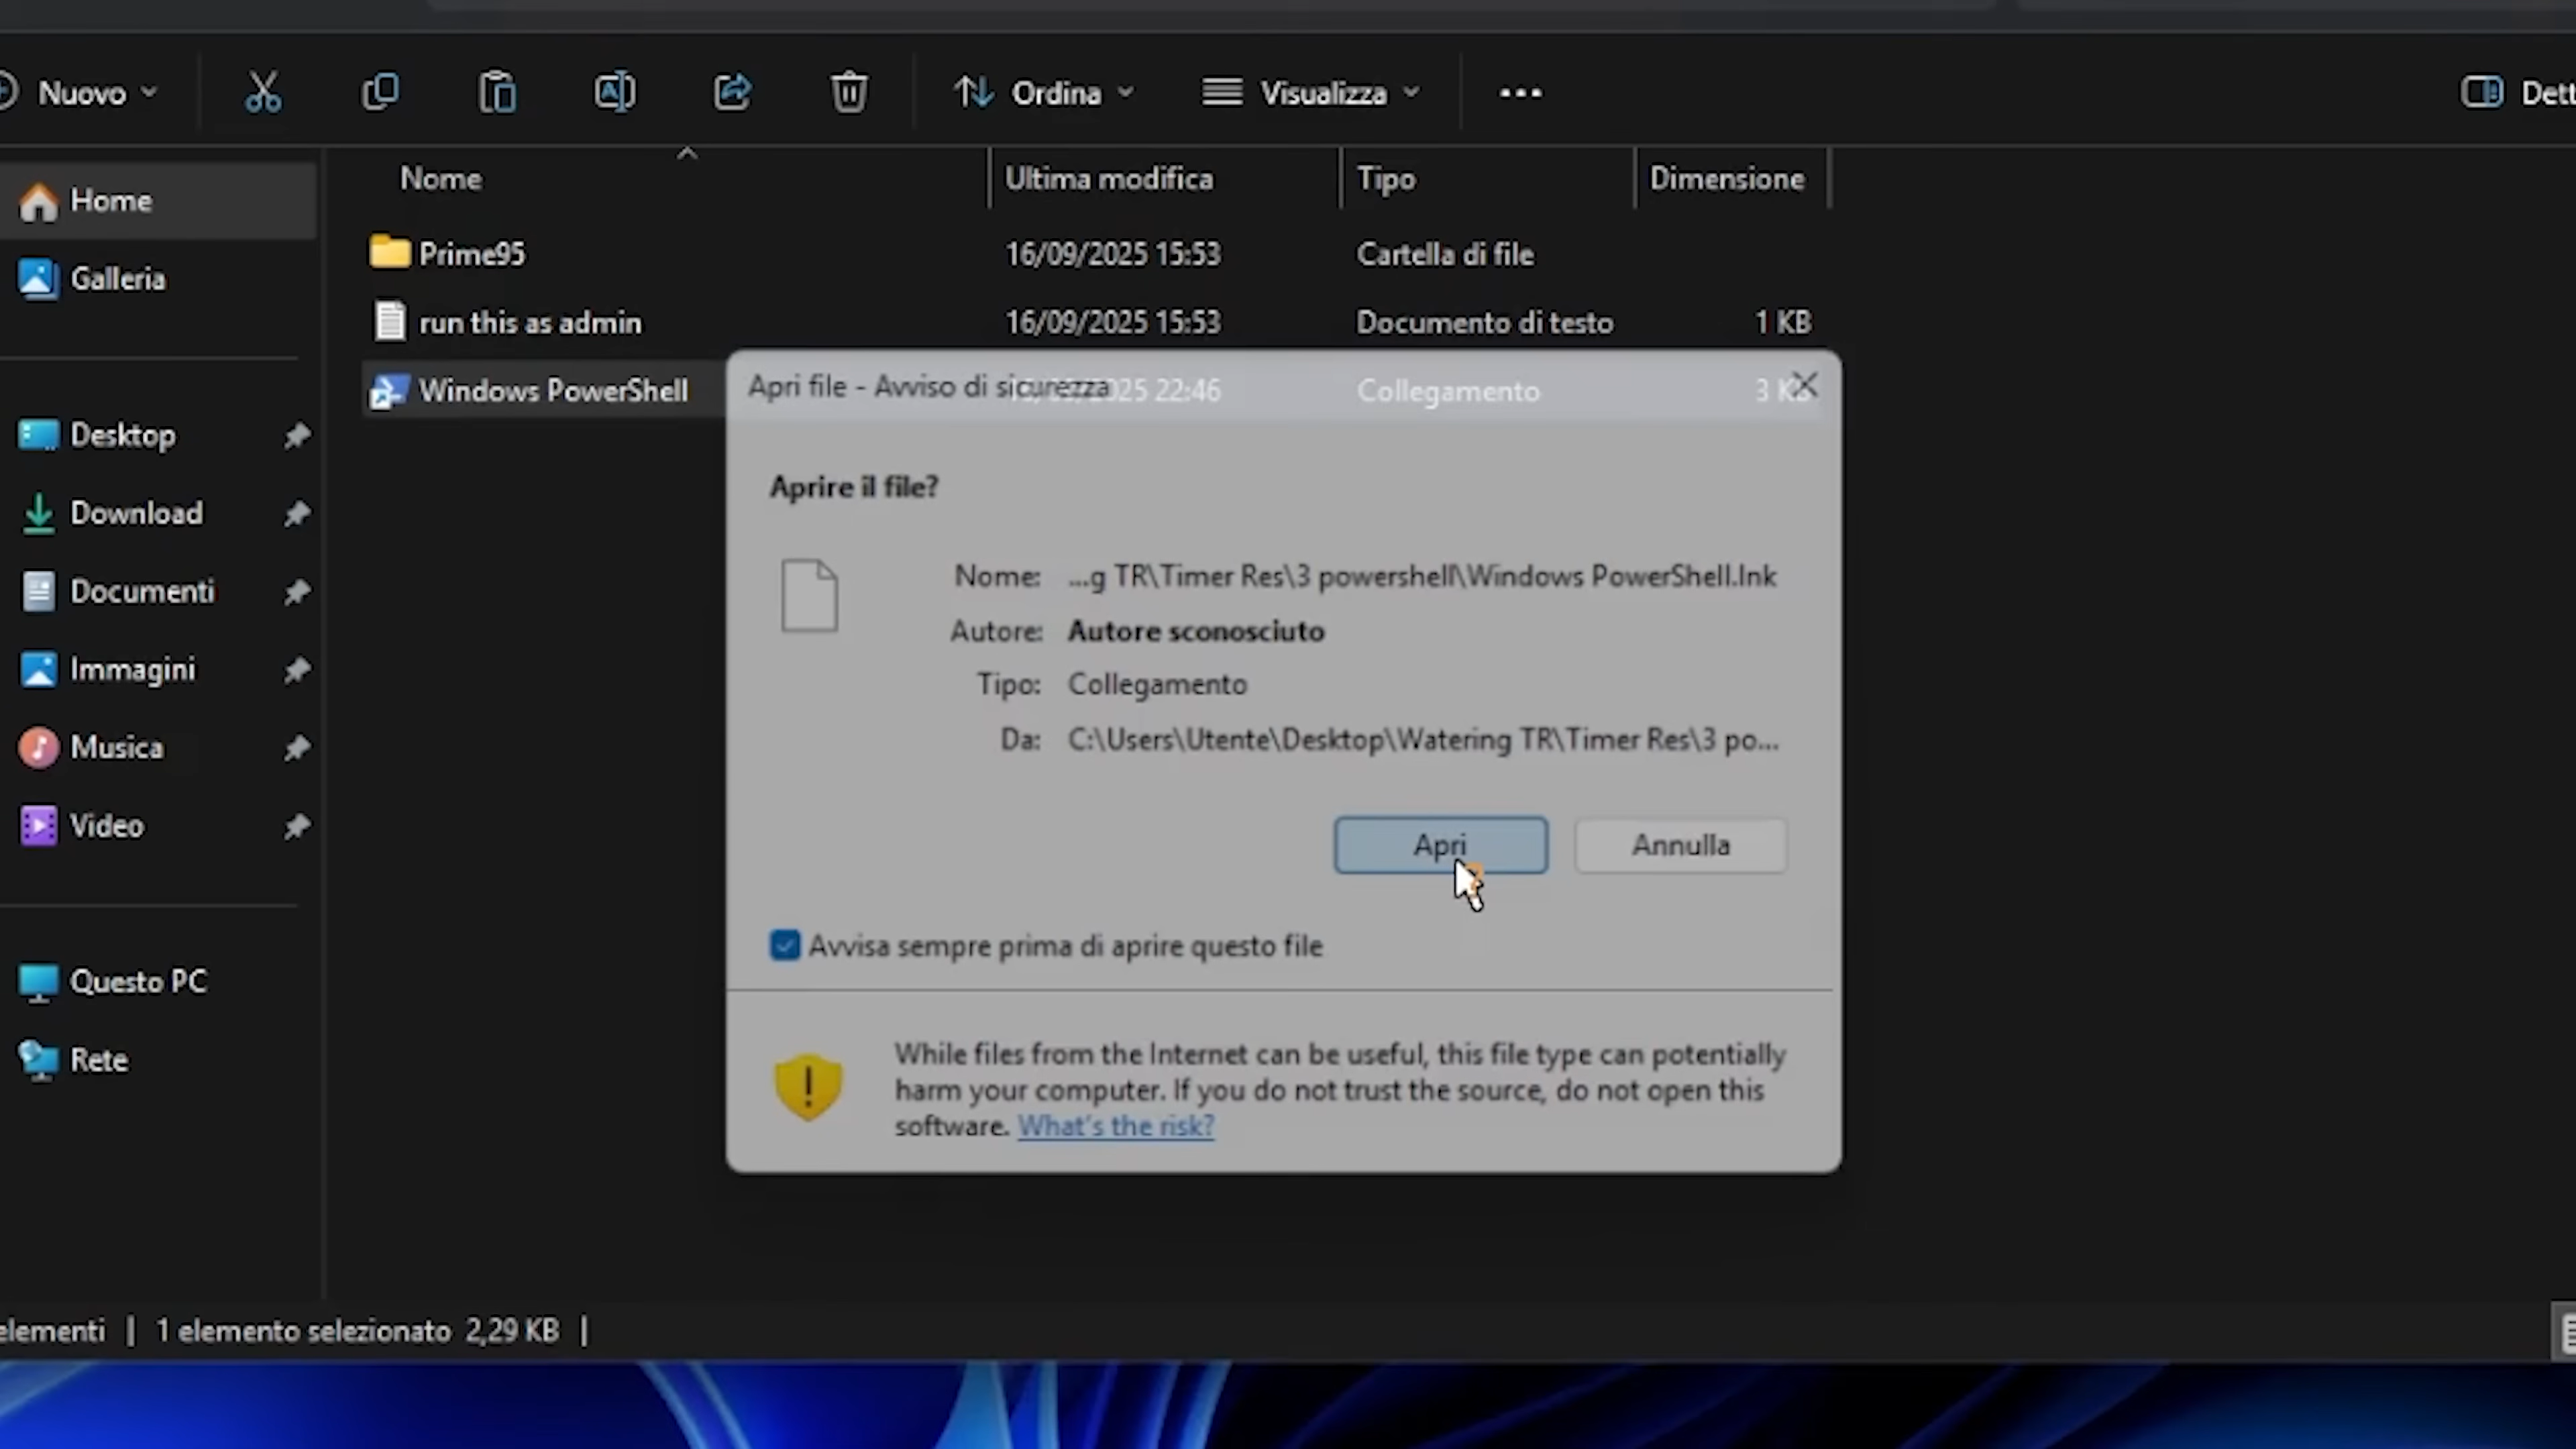 Nuovo
Ordina
Visualizza
Nome
Ultima modifica
Tipo
Dimensione
Home
Galleria
Desktop
Download
Documenti
Immagini
Musica
Video
Questo PC
Rete
Prime95 16/09/2025 15:53 Cartella di file
run this as admin 16/09/2025 15:53 Documento di testo 1 KB
Windows PowerShell 22:46 Collegamento
Apri file - Avviso di sicurezza
Aprire il file?
Nome: ...g TR\Timer Res\3 powershell\Windows PowerShell.lnk
Autore: Autore sconosciuto
Tipo: Collegamento
Da: C:\Users\Utente\Desktop\Watering TR\Timer Res\3 po...
Apri
Annulla
Avvisa sempre prima di aprire questo file
While files from the Internet can be useful, this file type can potentially
harm your computer. If you do not trust the source, do not open this
software. What's the risk?
1 elemento selezionato 2,29 KB